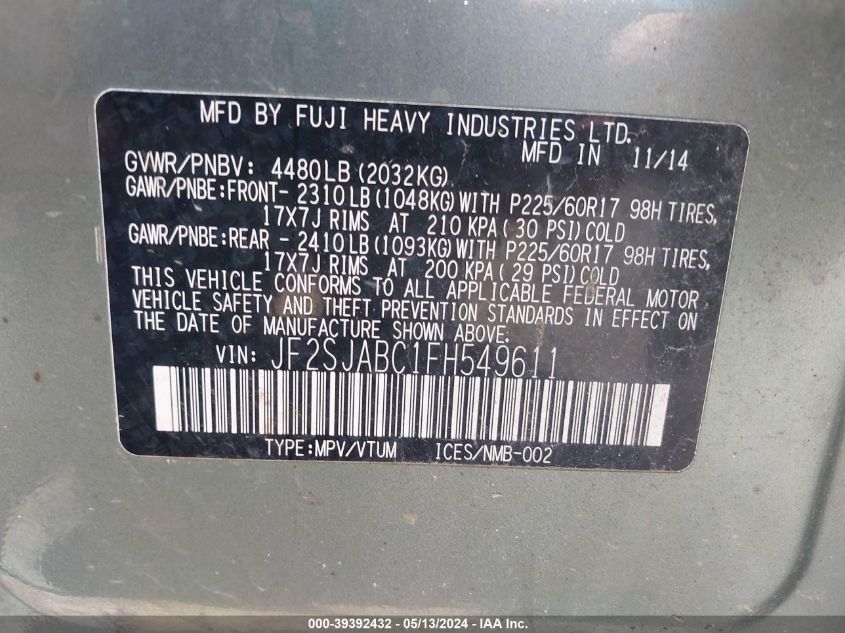 MFD BY FUJI HEAVY INDUSTRIES LTD.
MFD IN 11/14
GVWR/PNBV: 4480LB(2032KG)
GAWR/PNBE:FRONT- 2310LB(1048KG)WITH P225/60R17 98H TIRES,
17X7J RIMS AT 210 KPA(30 PSI)COLD
GAWR/PNBE:REAR - 2410LB(1093KG)WITH P225/60R17 98H TIRES,
17X7J RIMS AT 200 KPA(29 PSI)COLD
THIS VEHICLE CONFORMS TO ALL APPLICABLE FEDERAL MOTOR
VEHICLE SAFETY AND THEFT PREVENTION STANDARDS IN EFFECT ON
THE DATE OF MANUFACTURE SHOWN ABOVE.
VIN: JF2SJABC1FH549611
TYPE:MPV/VTUM ICES/NMB-002
000-39392432 - 05/13/2024 - IAA Inc.